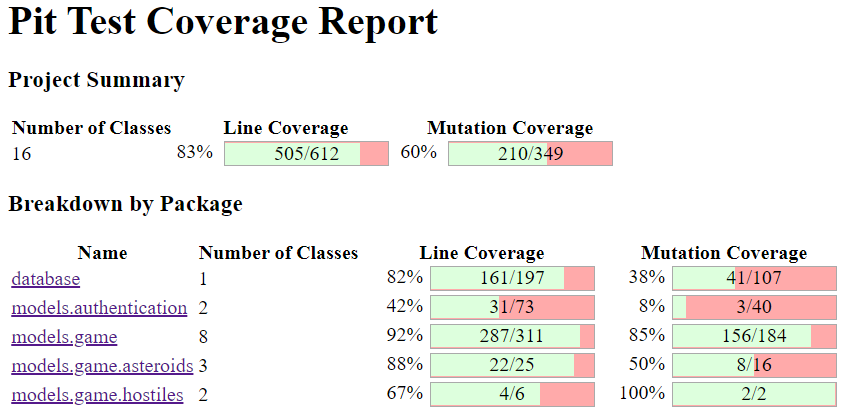 Pit Test Coverage Report
Project Summary
Number of Classes Line Coverage Mutation Coverage
16 83% 505/612 60% 210/349
Breakdown by Package
Name Number of Classes Line Coverage Mutation Coverage
database 1 82% 161/197 38% 41/107
models.authentication 2 42% 31/73 8% 3/40
models.game 8 92% 287/311 85% 156/184
models.game.asteroids 3 88% 22/25 50% 8/16
models.game.hostiles 2 67% 4/6 100% 2/2